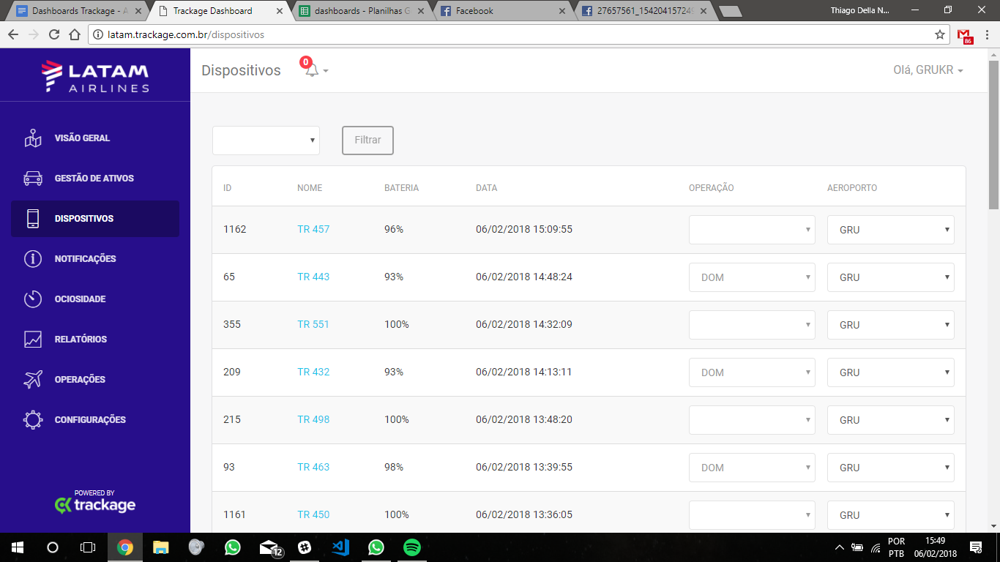 Dashboards Trackage - A
Trackage Dashboard
dashboards - Planilhas G
Facebook
27657561_154204157249
Thiago Della N...
latam.trackage.com.br/dispositivos
86
LATAM
AIRLINES
Dispositivos
0
Olá, GRUKR
VISÃO GERAL
GESTÃO DE ATIVOS
DISPOSITIVOS
NOTIFICAÇÕES
OCIOSIDADE
RELATÓRIOS
OPERAÇÕES
CONFIGURAÇÕES
POWERED BY
trackage
Filtrar
ID NOME BATERIA DATA OPERAÇÃO AEROPORTO
1162 TR 457 96% 06/02/2018 15:09:55 GRU
65 TR 443 93% 06/02/2018 14:48:24 DOM GRU
355 TR 551 100% 06/02/2018 14:32:09 GRU
209 TR 432 93% 06/02/2018 14:13:11 DOM GRU
215 TR 498 100% 06/02/2018 13:48:20 GRU
93 TR 463 98% 06/02/2018 13:39:55 DOM GRU
1161 TR 450 100% 06/02/2018 13:36:05 GRU
12
POR
PTB
15:49
06/02/2018